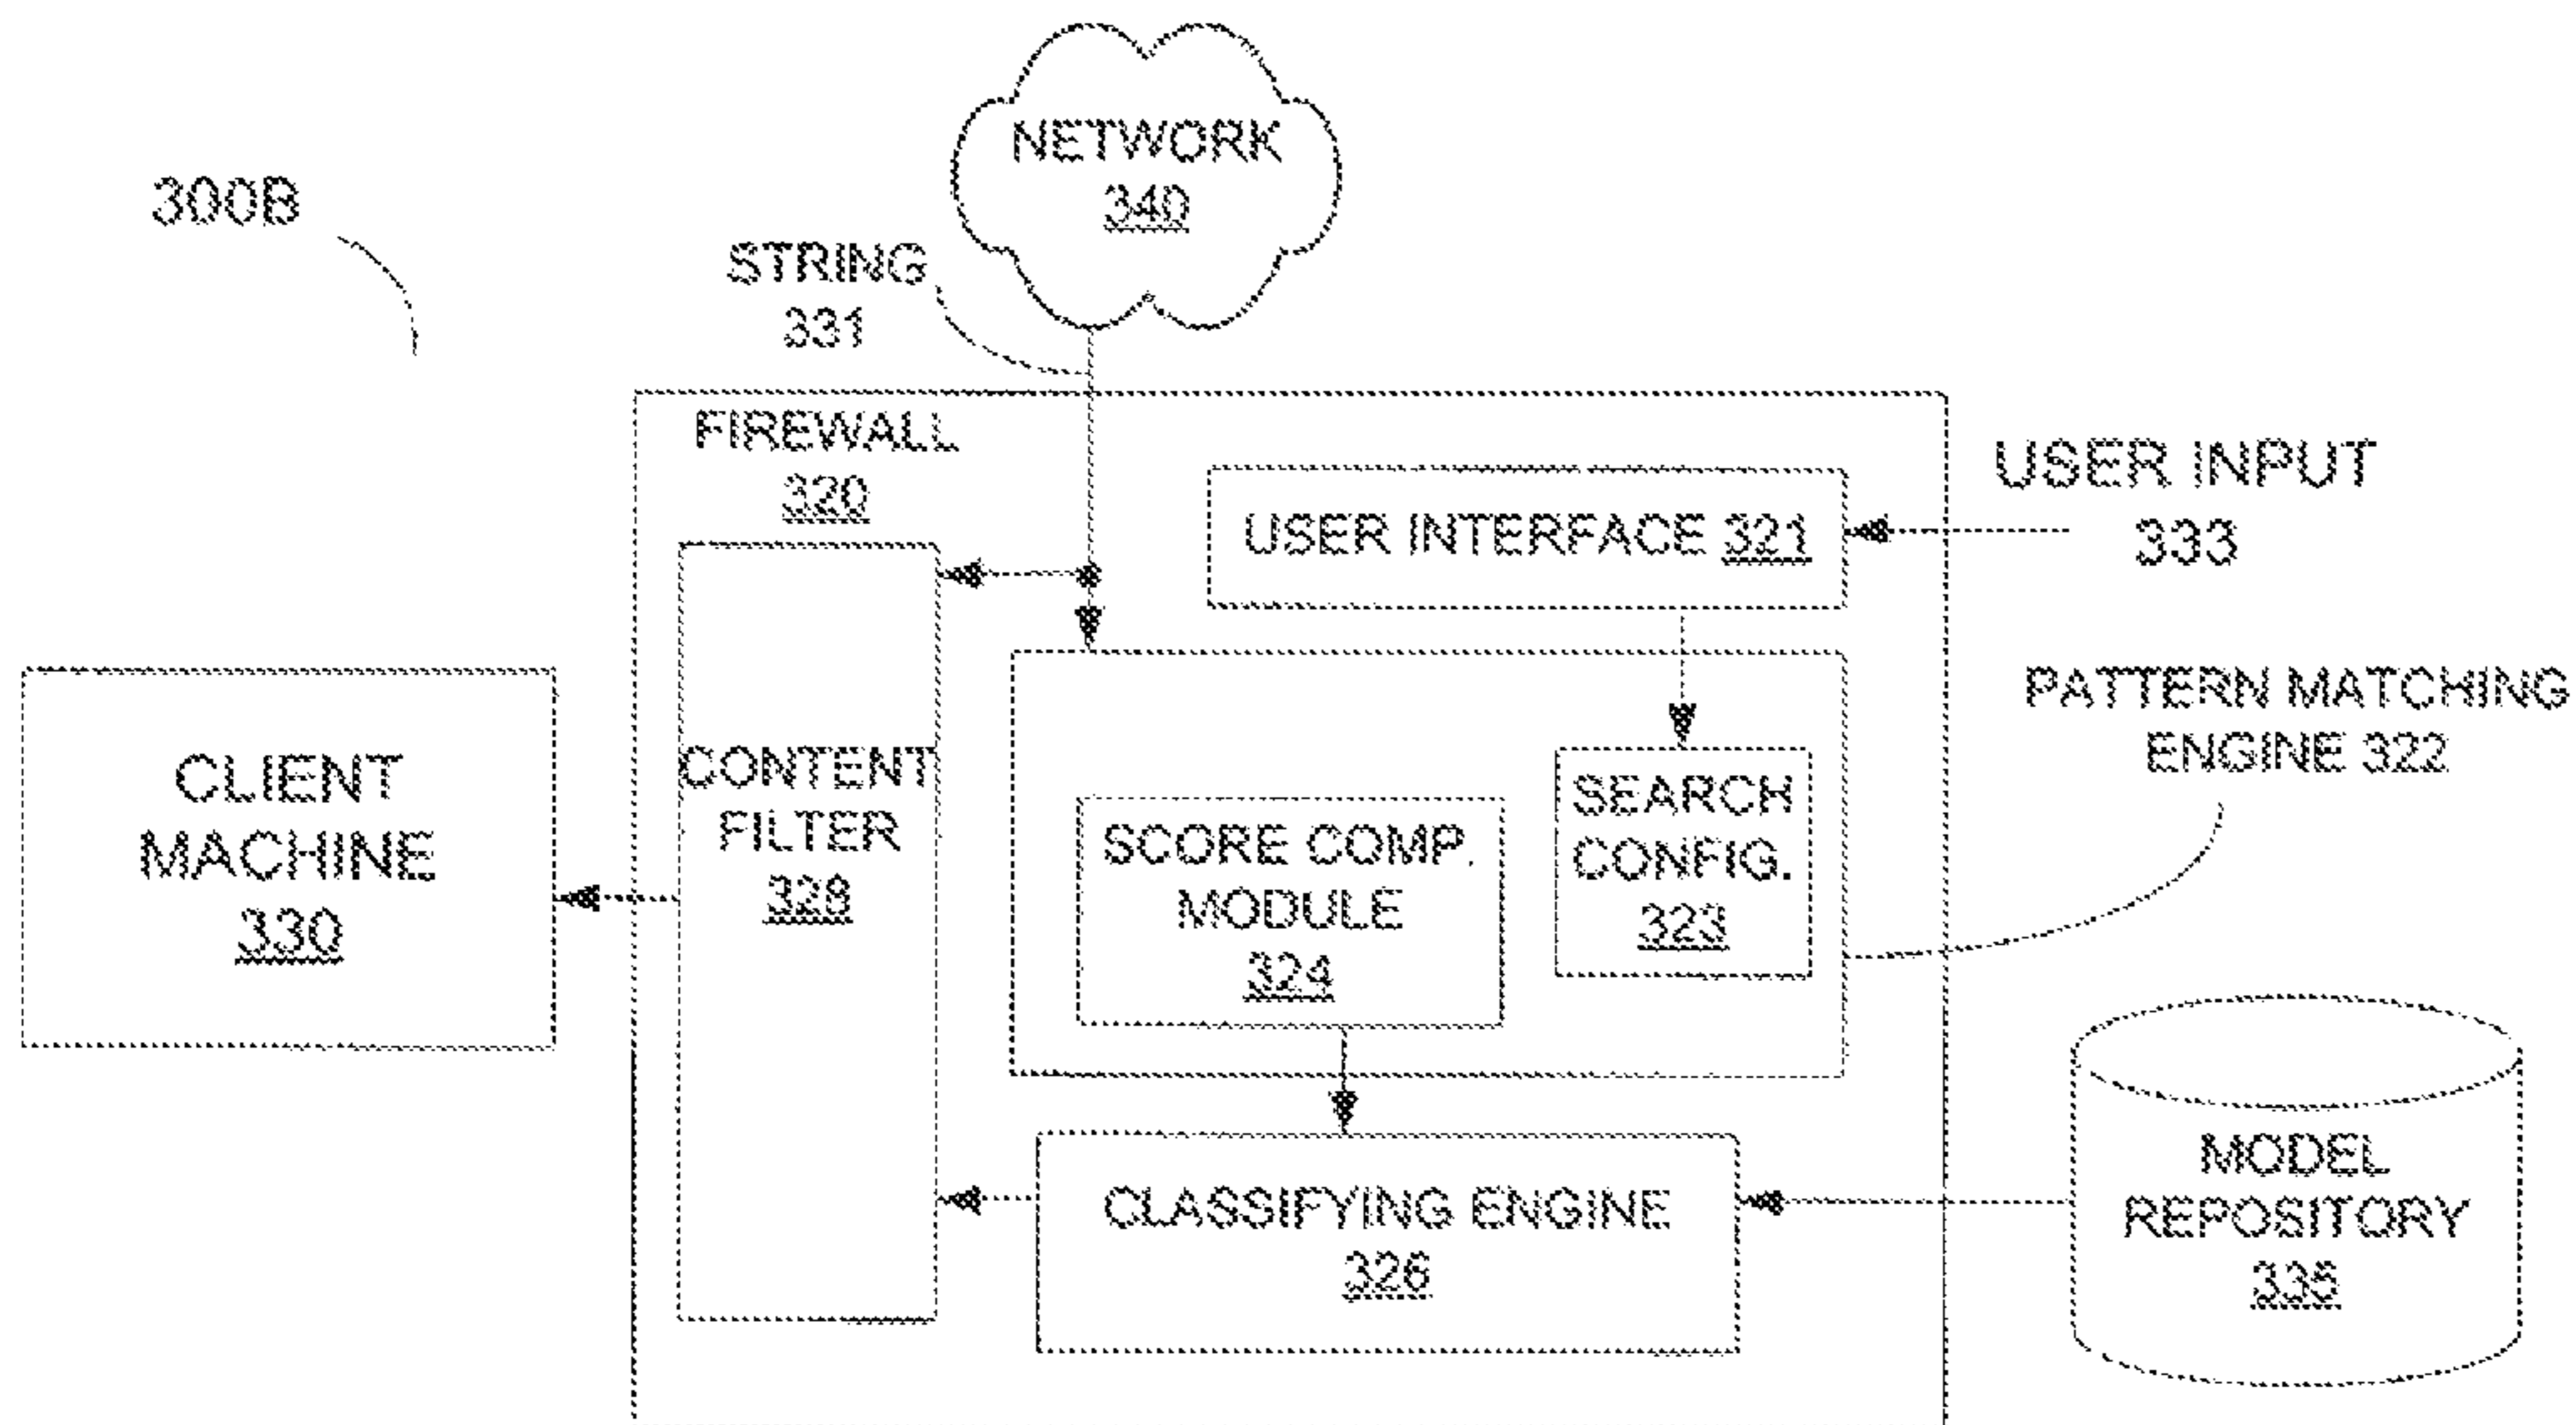 NETWORK
340
300B
STRING
331
FIREWALL
320
USER INTERFACE 321
USER INPUT
333
CLIENT
MACHINE
330
CONTENT
FILTER
328
SCORE COMP.
MODULE
324
SEARCH
CONFIG.
323
PATTERN MATCHING
ENGINE 322
CLASSIFYING ENGINE
326
MODEL
REPOSITORY
335